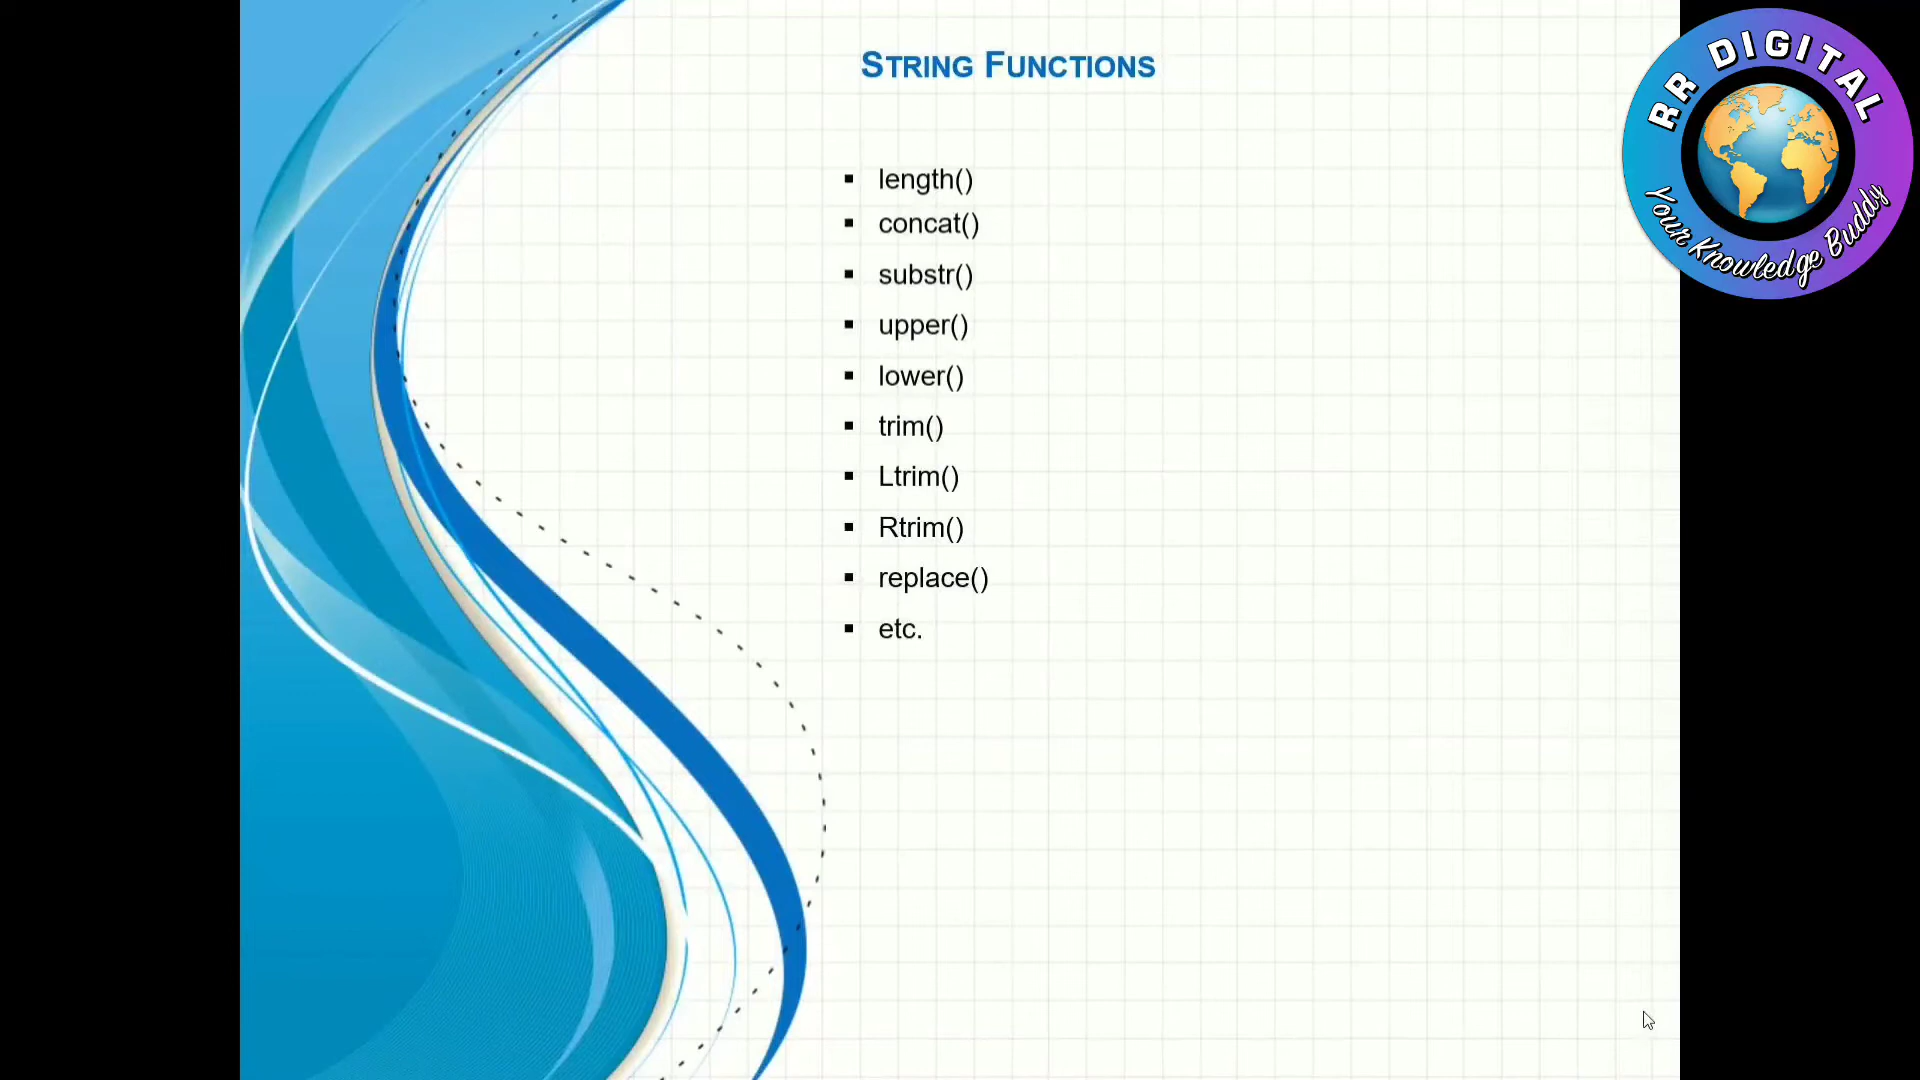 STRING FUNCTIONS
length()
concat()
substr()
upper()
lower()
trim()
Ltrim()
Rtrim()
replace()
etc.
RR DIGITAL
Your Knowledge Buddy